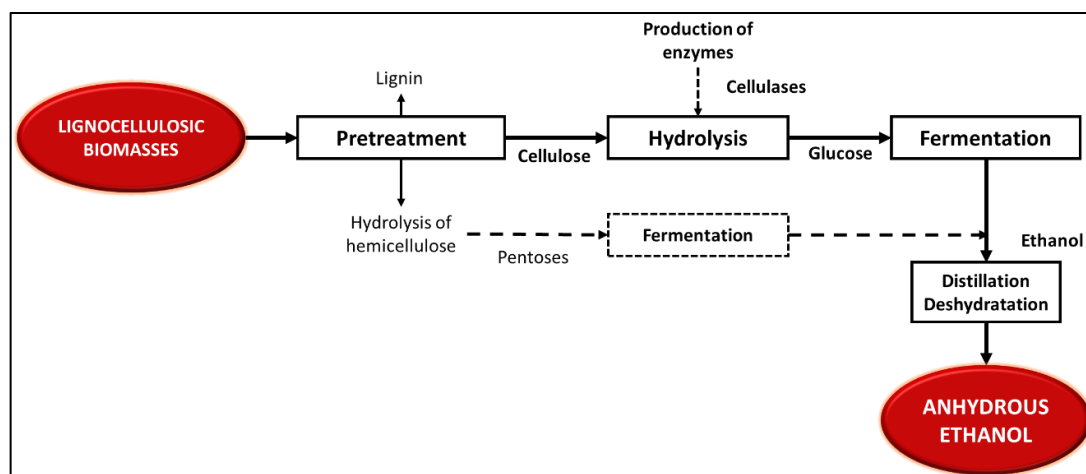 Production of
enzymes
Lignin
Cellulases
LIGNOCELLULOSIC
BIOMASSES
Pretreatment
Hydrolysis
Fermentation
Cellulose
Glucose
Hydrolysis of
hemicellulose
Fermentation
Pentoses
Ethanol
Distillation
Deshydratation
ANHYDROUS
ETHANOL